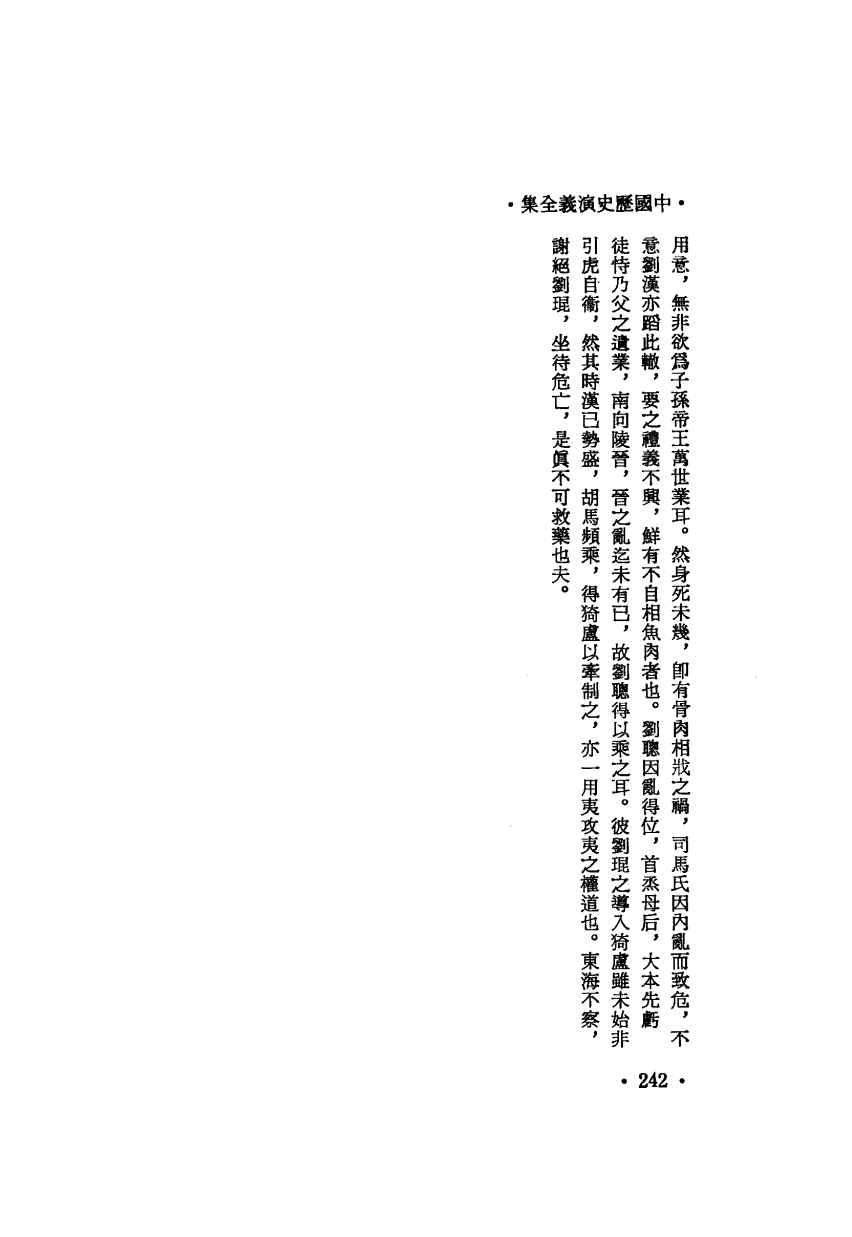 ·中國歷史演義全集·
用意，無非欲爲子孫帝王萬世業耳。然身死未幾，卽有骨肉相戕之禍，司馬氏因內亂而致危，不
意劉漢亦蹈此轍，要之禮義不興，鮮有不自相魚肉者也。劉聰因亂得位，首烝母后，大本先虧
徒恃乃父之遺業，南向陵晉，晉之亂迄未有已，故劉聰得以乘之耳。彼劉琨之導入猗盧雖未始非
引虎自衞，然其時漢已勢盛，胡馬頻乘，得猗盧以牽制之，亦一用夷攻夷之權道也。東海不察，
謝絕劉琨，坐待危亡，是眞不可救藥也夫。
· 242 ·